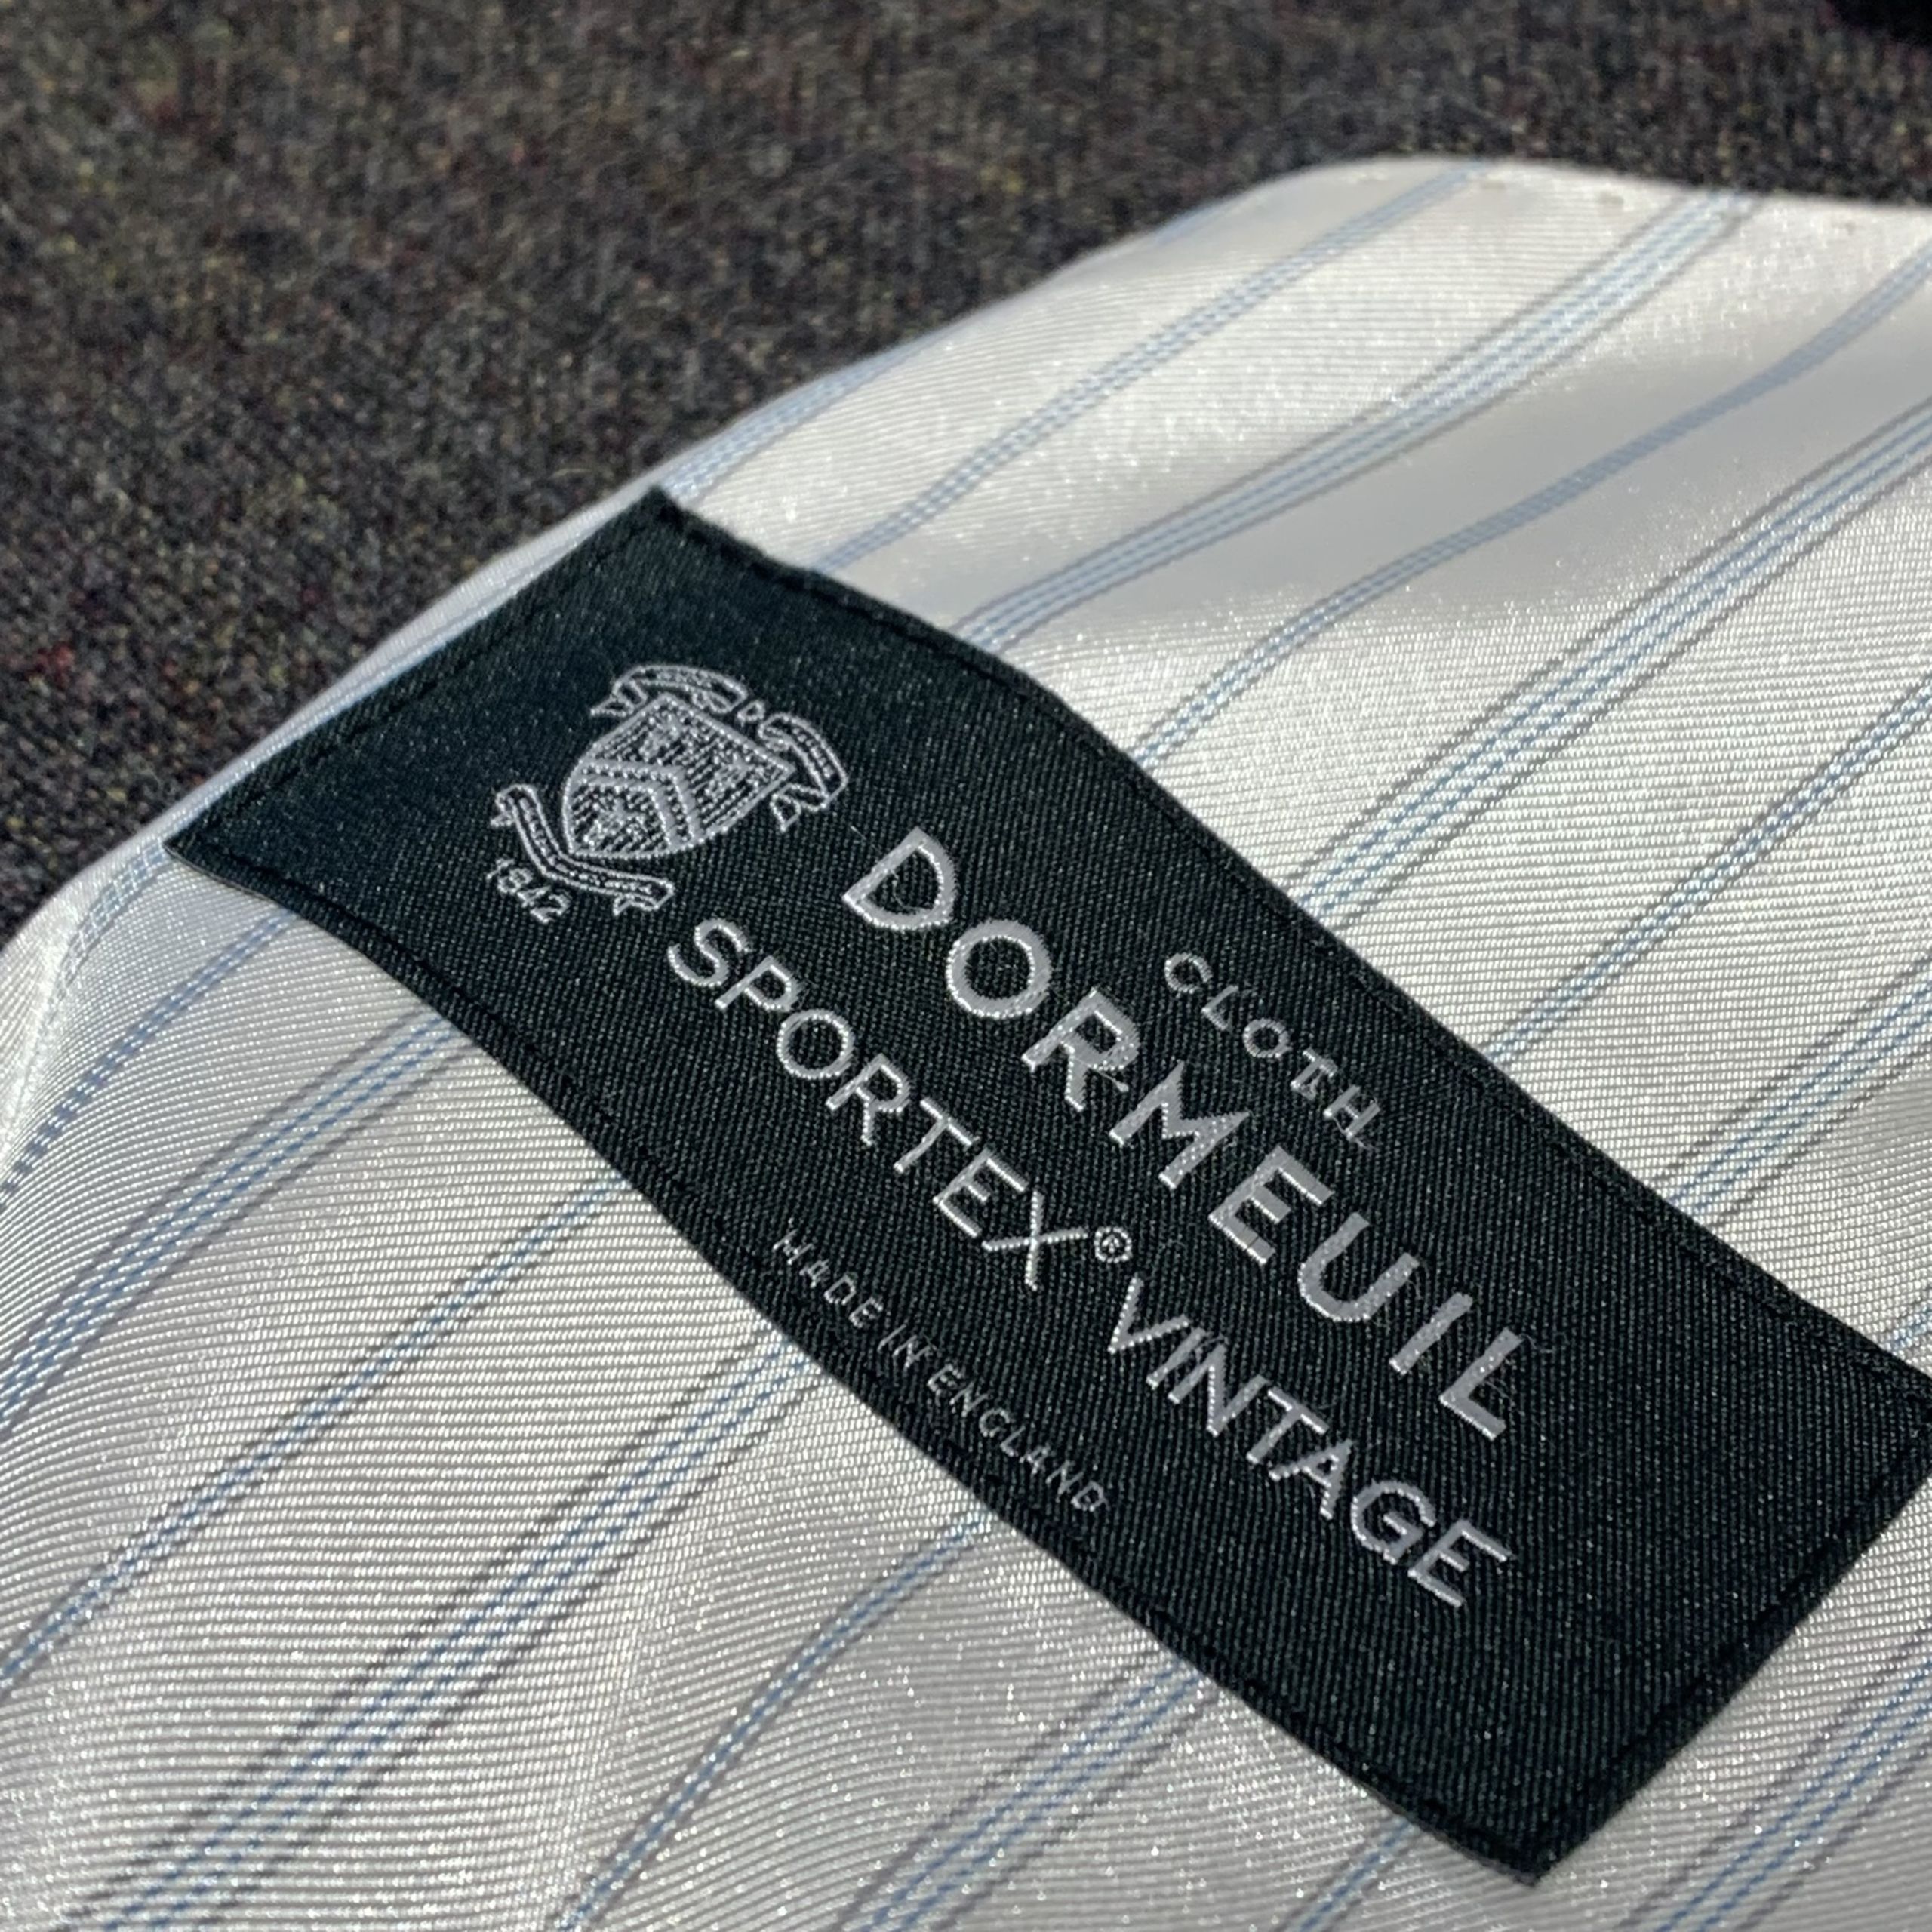 1842
CLOTH
DORMEUIL
SPORTEX® VINTAGE
MADE IN ENGLAND